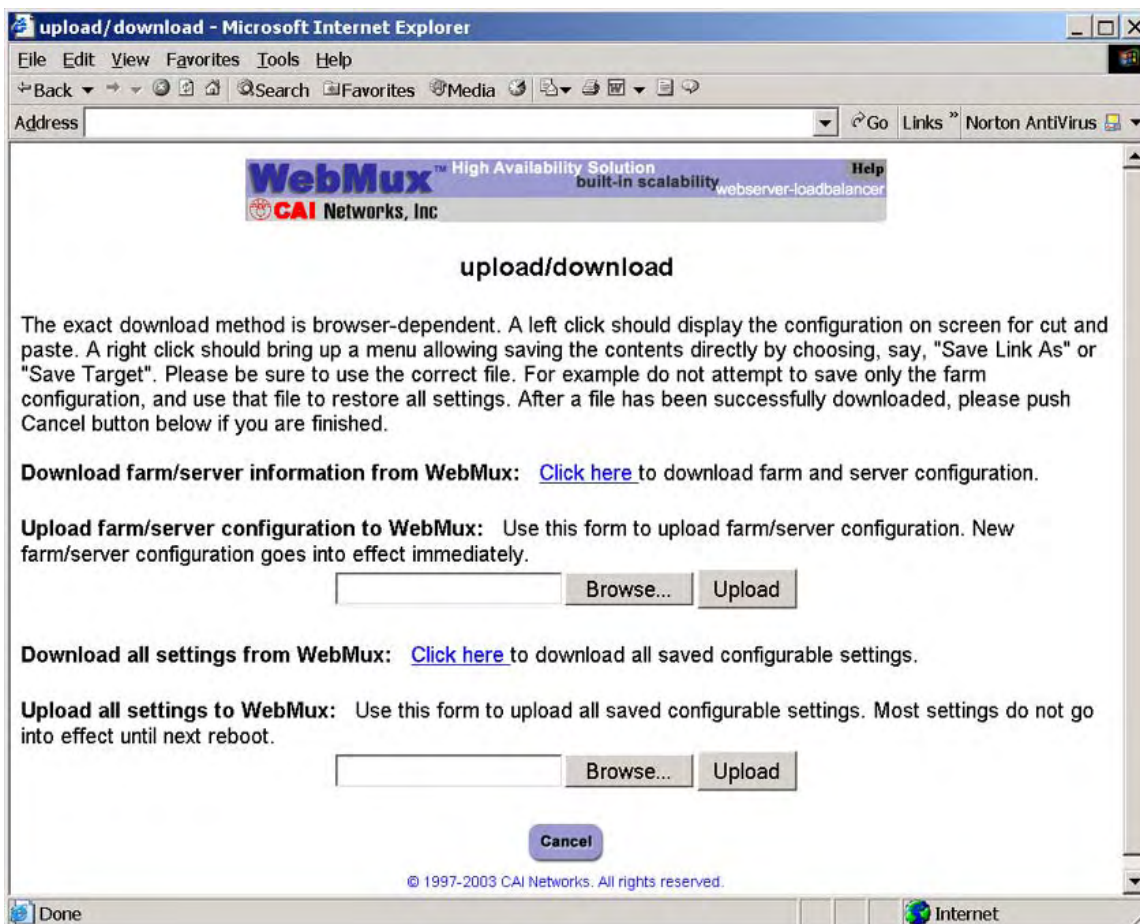 upload/download - Microsoft Internet Explorer
File Edit View Favorites Tools Help
Back Search Favorites Media
Address Go Links » Norton AntiVirus
WebMux™ High Availability Solution Help
built-in scalability
webserver-loadbalancer
CAI Networks, Inc
upload/download
The exact download method is browser-dependent. A left click should display the configuration on screen for cut and
paste. A right click should bring up a menu allowing saving the contents directly by choosing, say, "Save Link As" or
"Save Target". Please be sure to use the correct file. For example do not attempt to save only the farm
configuration, and use that file to restore all settings. After a file has been successfully downloaded, please push
Cancel button below if you are finished.
Download farm/server information from WebMux: Click here to download farm and server configuration.
Upload farm/server configuration to WebMux: Use this form to upload farm/server configuration. New
farm/server configuration goes into effect immediately.
Browse... Upload
Download all settings from WebMux: Click here to download all saved configurable settings.
Upload all settings to WebMux: Use this form to upload all saved configurable settings. Most settings do not go
into effect until next reboot.
Browse... Upload
Cancel
© 1997-2003 CAI Networks. All rights reserved.
Done Internet